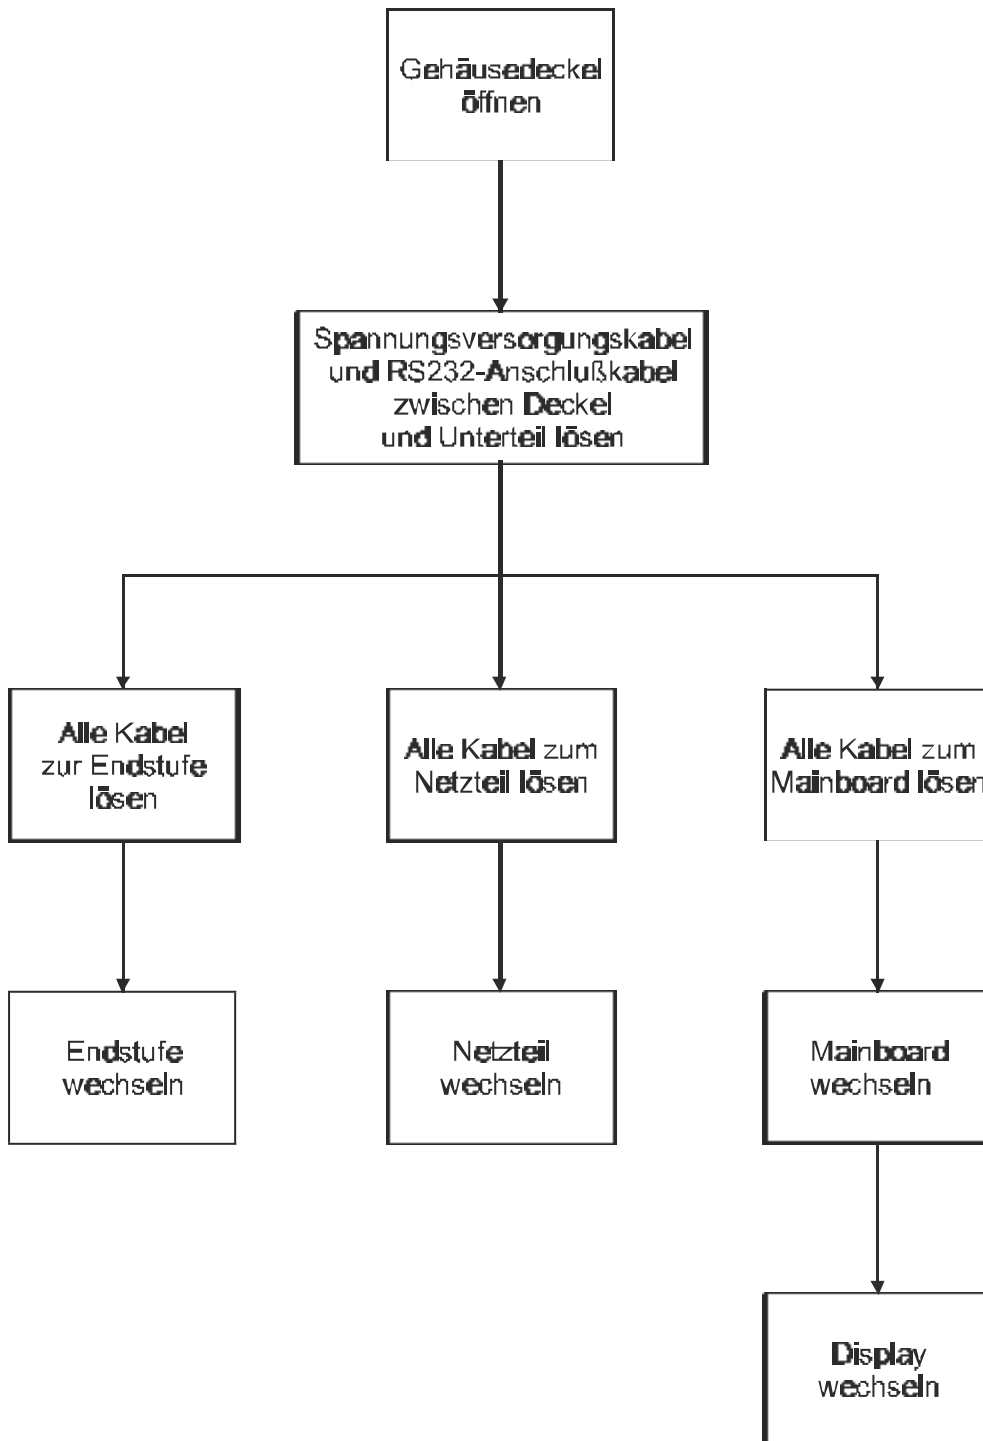 Gehäusedeckel
öffnen
Spannungsversorgungskabel
und RS232-Anschlußkabel
zwischen Deckel
und Unterteil lösen
Alle Kabel
zur Endstufe
lösen
Alle Kabel zum
Netzteil lösen
Alle Kabel zum
Mainboard lösen
Endstufe
wechseln
Netzteil
wechseln
Mainboard
wechseln
Display
wechseln